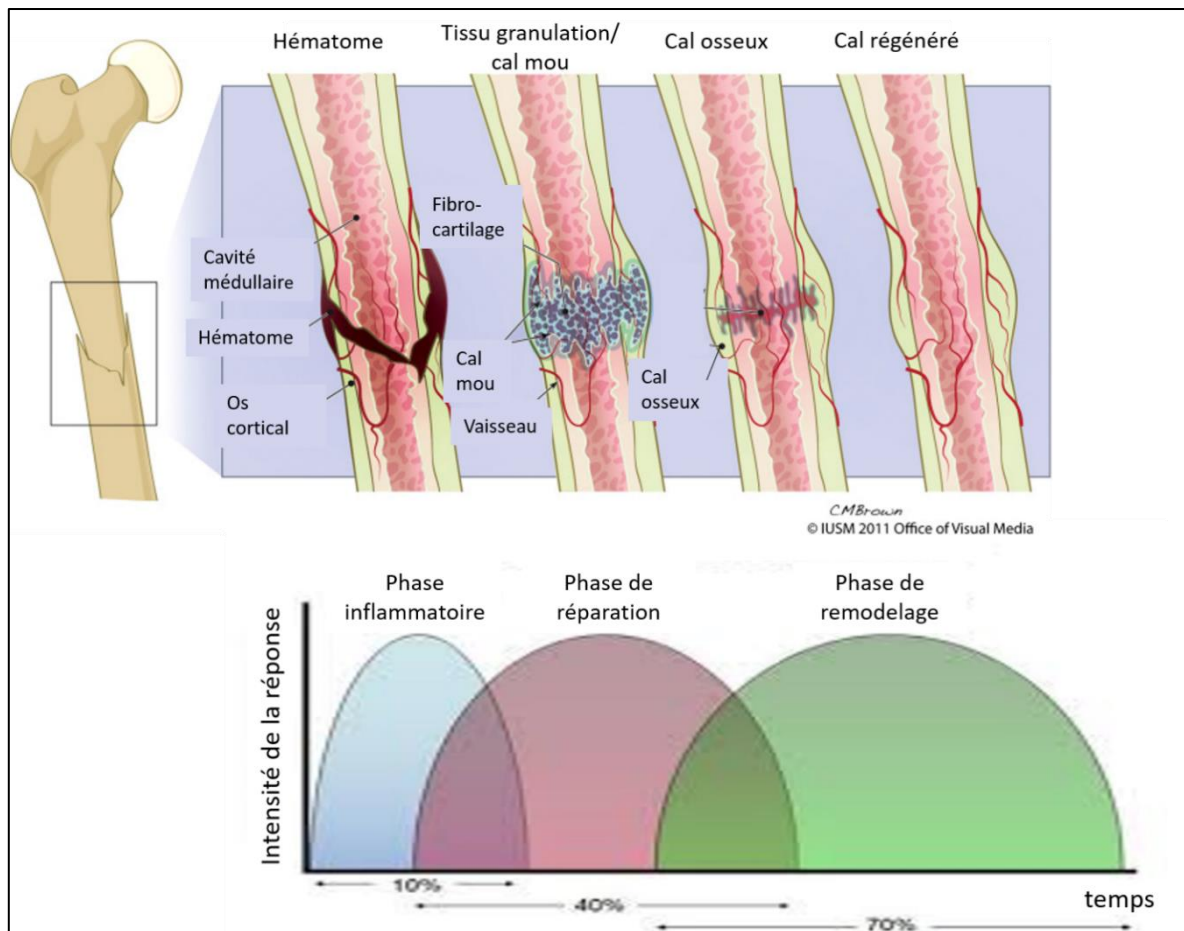 Hématome
Tissu granulation/
cal mou
Cal osseux
Cal régénéré
Fibro-
cartilage
Cavité
médullaire
Hématome
Cal
mou
Cal
osseux
Os
cortical
Vaisseau
CMBrown
© IUSM 2011 Office of Visual Media
Phase
inflammatoire
Phase de
réparation
Phase de
remodelage
Intensité de la réponse
10%
40%
70%
temps